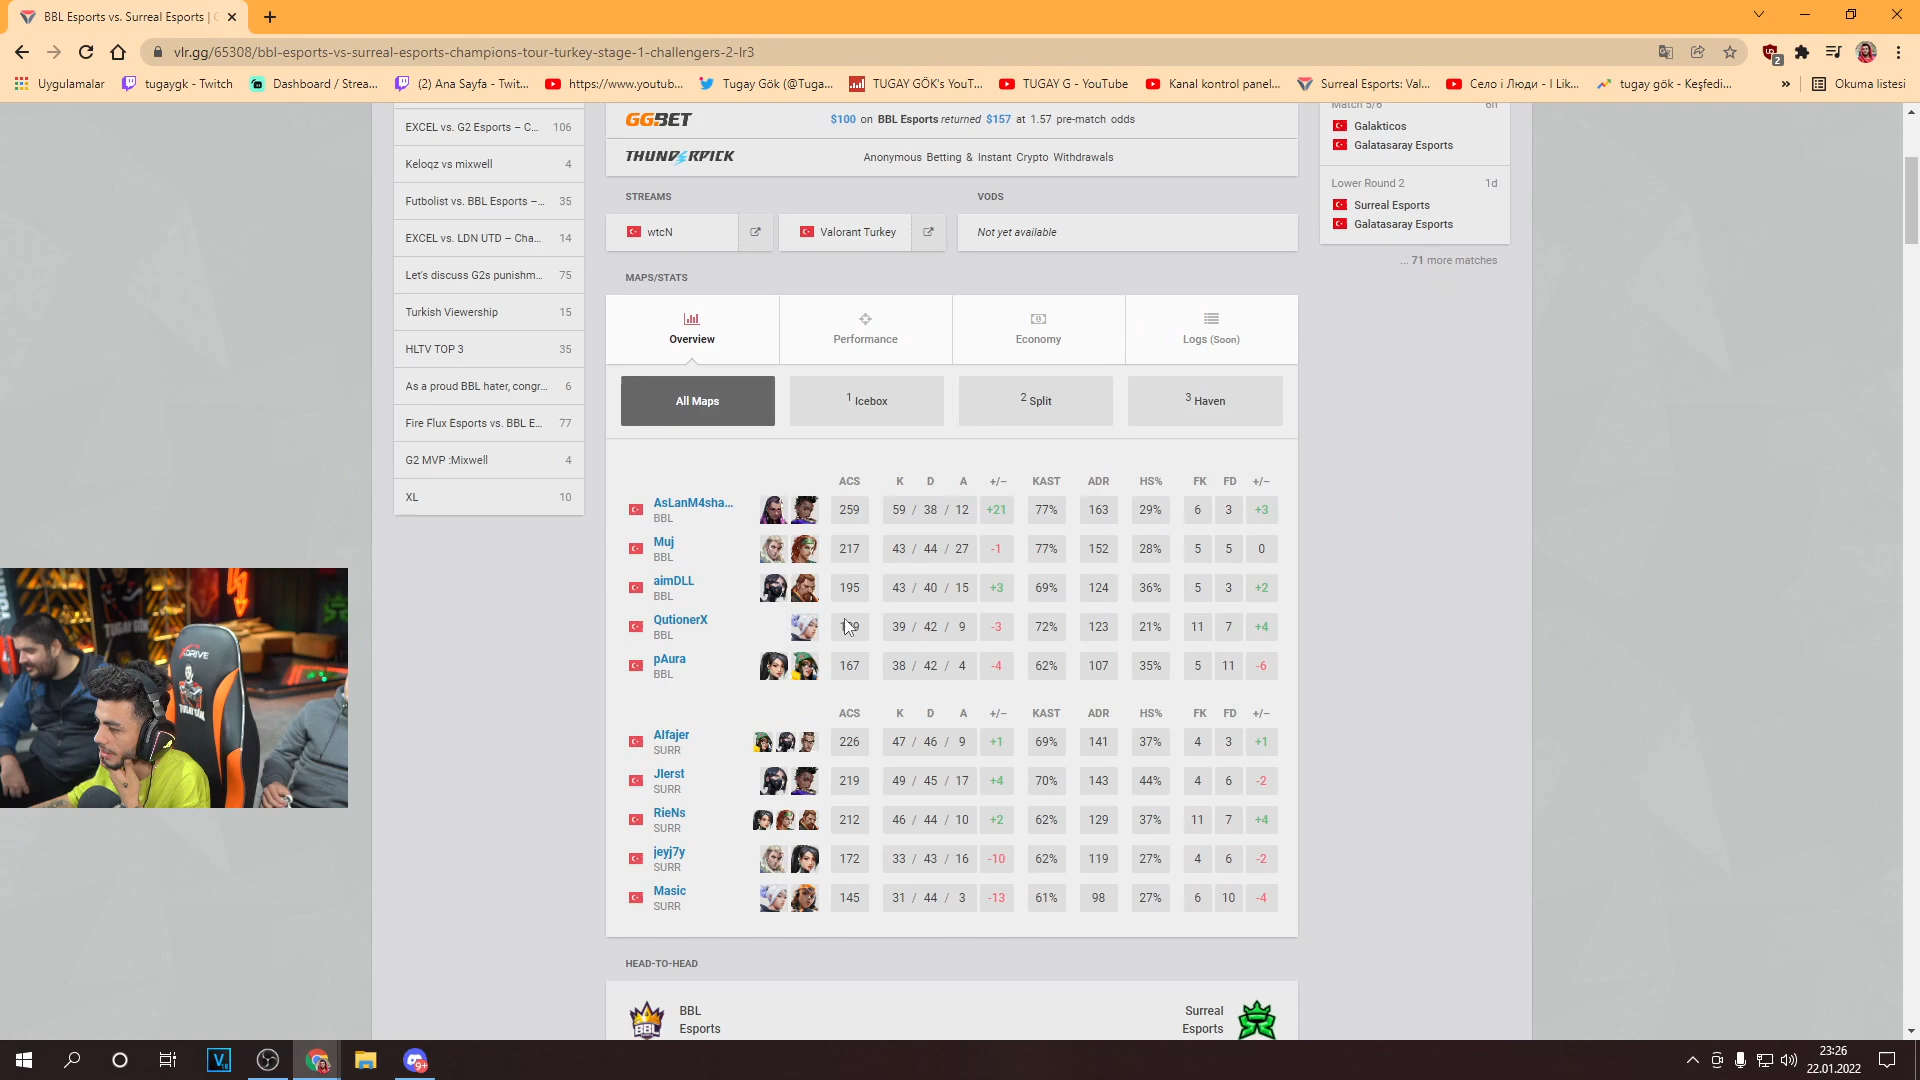 BBL Esports vs. Surreal Esports |
vlr.gg/65308/bbl-esports-vs-surreal-esports-champions-tour-turkey-stage-1-challengers-2-lr3
2
Uygulamalar
tugaygk - Twitch
Dashboard / Strea...
(2) Ana Sayfa - Twit...
https://www.youtub...
Tugay Gök (@Tuga...
TUGAY GÖK'S YouT...
TUGAY G - YouTube
Kanal kontrol panel...
Surreal Esports: Val...
Село і Люди - I Lik...
tugay gök - Keşfedi...
»
Okuma listesi
EXCEL vs. G2 Esports – C... 106
Keloqz vs mixwell 4
Futbolist vs. BBL Esports –... 35
EXCEL vs. LDN UTD – Cha... 14
Let's discuss G2s punishm... 75
Turkish Viewership 15
HLTV TOP 3 35
As a proud BBL hater, congr... 6
Fire Flux Esports vs. BBL E... 77
G2 MVP :Mixwell 4
XL 10
GG.BET
$100 on BBL Esports returned $157 at 1.57 pre-match odds
THUNDERPICK
Anonymous Betting & Instant Crypto Withdrawals
STREAMS
VODS
wtcN
Valorant Turkey
Not yet available
MAPS/STATS
Overview
Performance
Economy
Logs (Soon)
All Maps
1 Icebox
2 Split
3 Haven
ACS K D A +/– KAST ADR HS% FK FD +/–
AsLanM4sha... 259 59 / 38 / 12 +21 77% 163 29% 6 3 +3
BBL
Muj 217 43 / 44 / 27 -1 77% 152 28% 5 5 0
BBL
aimDLL 195 43 / 40 / 15 +3 69% 124 36% 5 3 +2
BBL
QutionerX 39 / 42 / 9 -3 72% 123 21% 11 7 +4
BBL
pAura 167 38 / 42 / 4 -4 62% 107 35% 5 11 -6
BBL
ACS K D A +/– KAST ADR HS% FK FD +/–
Alfajer 226 47 / 46 / 9 +1 69% 141 37% 4 3 +1
SURR
Jlerst 219 49 / 45 / 17 +4 70% 143 44% 4 6 -2
SURR
RieNs 212 46 / 44 / 10 +2 62% 129 37% 11 7 +4
SURR
jeyj7y 172 33 / 43 / 16 -10 62% 119 27% 4 6 -2
SURR
Masic 145 31 / 44 / 3 -13 61% 98 27% 6 10 -4
SURR
HEAD-TO-HEAD
BBL
Esports
Surreal
Esports
BBL
Match 5/6 6h
Galakticos
Galatasaray Esports
Lower Round 2 1d
Surreal Esports
Galatasaray Esports
... 71 more matches
DRIVE
TUGAY GÖK
9+
23:26
22.01.2022